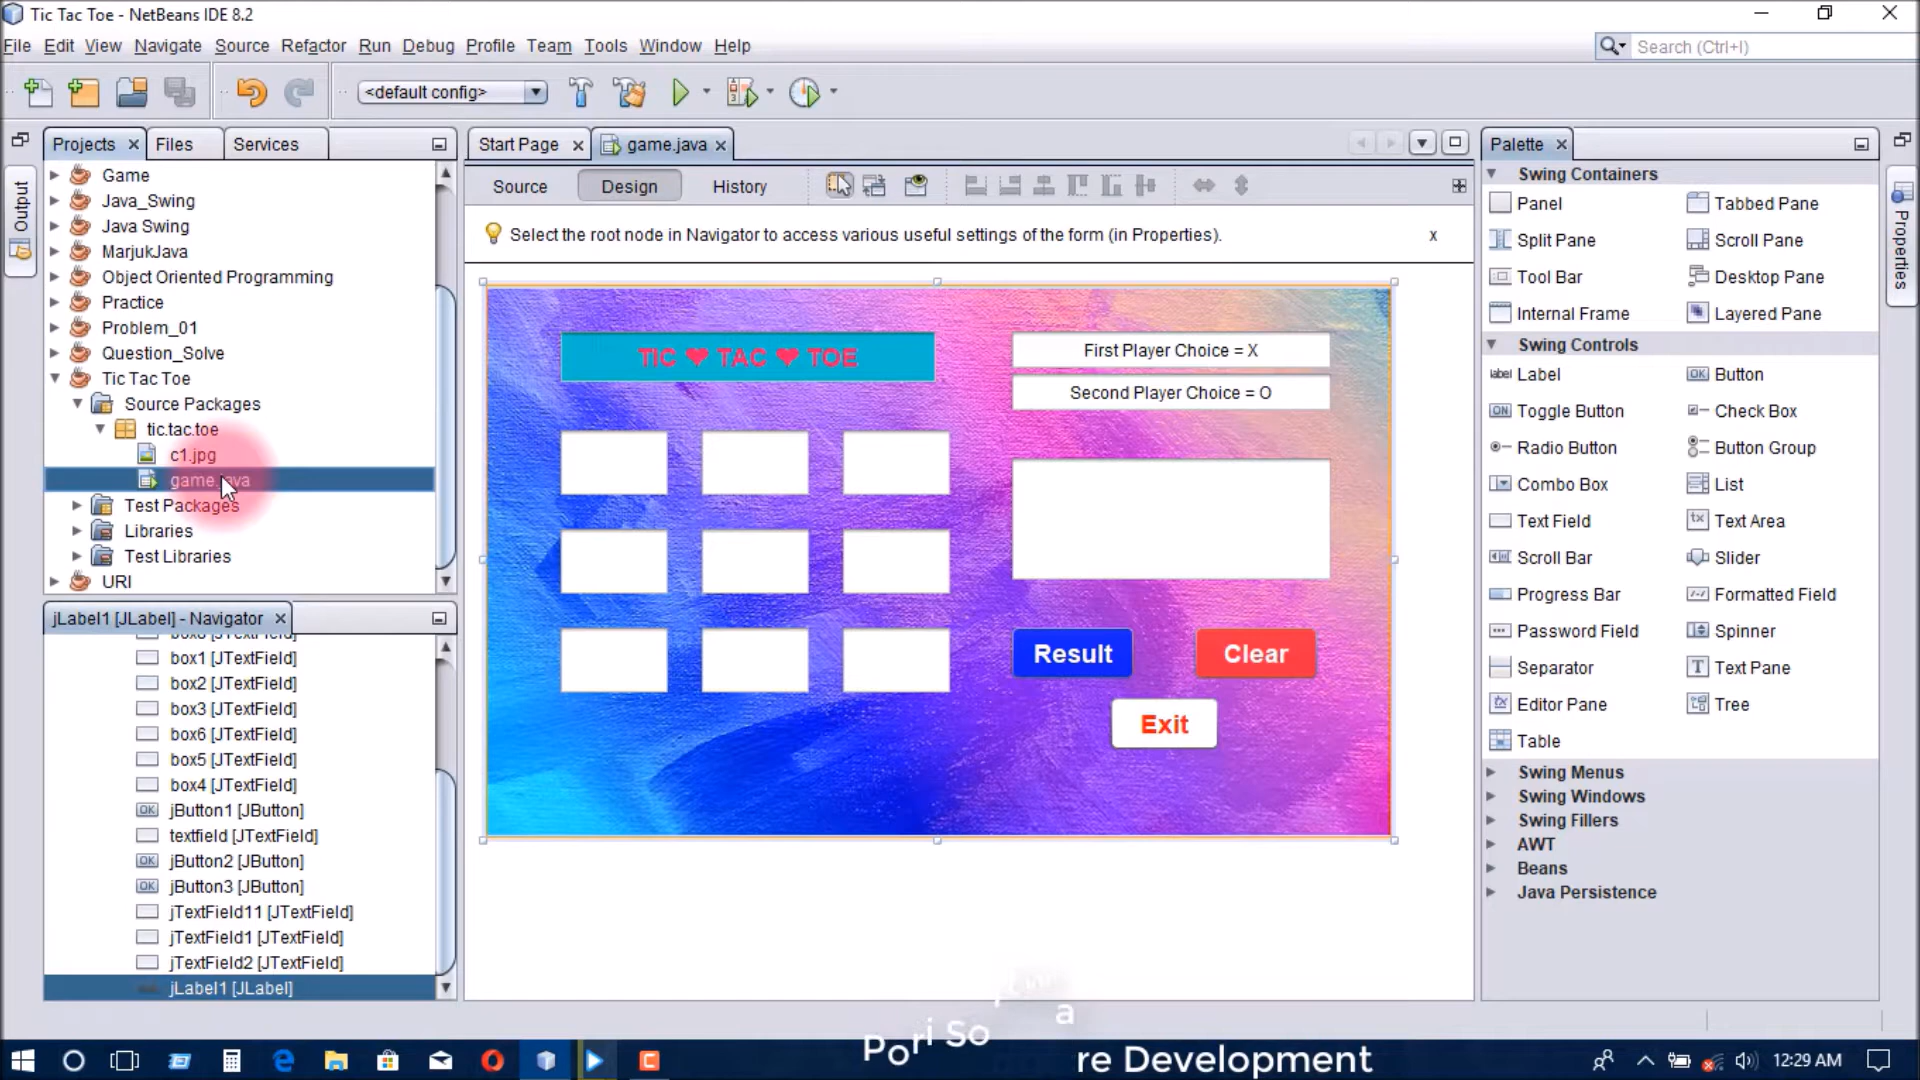 Tic Tac Toe - NetBeans IDE 8.2
File Edit View Navigate Source Refactor Run Debug Profile Team Tools Window Help
Search (Ctrl+I)
<default config>
Projects Files Services
Start Page game.java
Palette
Output
Properties
Source Design History
Select the root node in Navigator to access various useful settings of the form (in Properties). x
Game
Java_Swing
Java Swing
MarjukJava
Object Oriented Programming
Practice
Problem_01
Question_Solve
Tic Tac Toe
Source Packages
tic.tac.toe
c1.jpg
game.java
Test Packages
Libraries
Test Libraries
URI
jLabel1 [JLabel] - Navigator
box1 [JTextField]
box2 [JTextField]
box3 [JTextField]
box6 [JTextField]
box5 [JTextField]
box4 [JTextField]
jButton1 [JButton]
textfield [JTextField]
jButton2 [JButton]
jButton3 [JButton]
jTextField11 [JTextField]
jTextField1 [JTextField]
jTextField2 [JTextField]
jLabel1 [JLabel]
TIC ❤ TAC ❤ TOE
First Player Choice = X
Second Player Choice = O
Result
Clear
Exit
Swing Containers
Panel Tabbed Pane
Split Pane Scroll Pane
Tool Bar Desktop Pane
Internal Frame Layered Pane
Swing Controls
label Label OK Button
ON Toggle Button Check Box
Radio Button Button Group
Combo Box List
Text Field Text Area
Scroll Bar Slider
Progress Bar Formatted Field
Password Field Spinner
Separator Text Pane
Editor Pane Tree
Table
Swing Menus
Swing Windows
Swing Fillers
AWT
Beans
Java Persistence
Pori So
a
re Development
12:29 AM